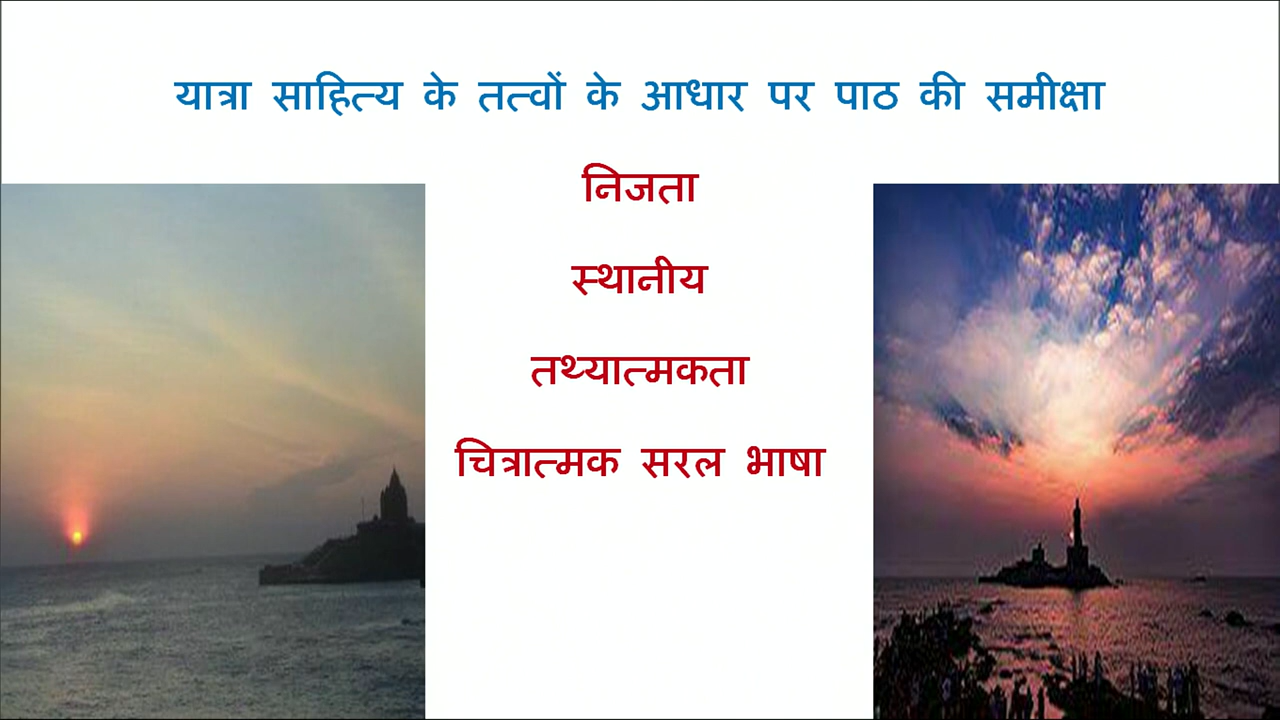 यात्रा साहित्य के तत्वों के आधार पर पाठ की समीक्षा
निजता
स्थानीय
तथ्यात्मकता
चित्रात्मक सरल भाषा